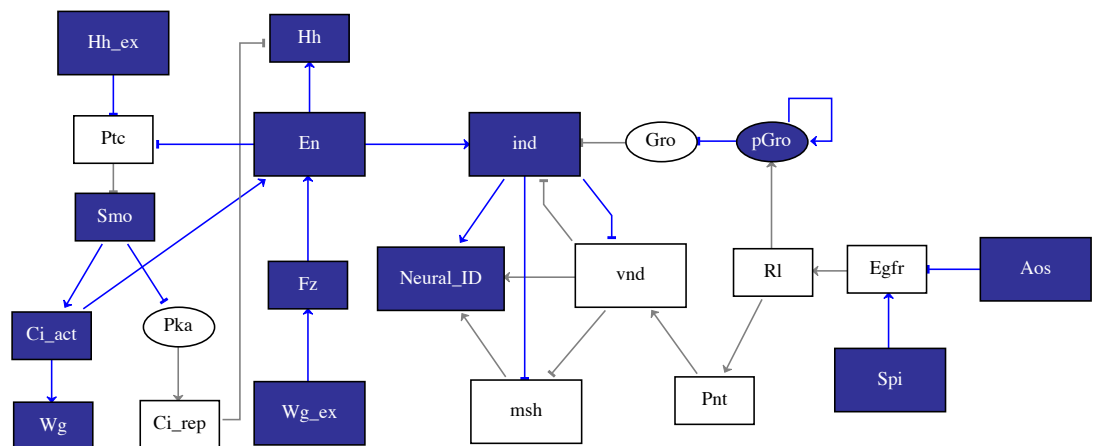 Hh_ex
Hh
Ptc
En
ind
Gro
pGro
Smo
Neural_ID
vnd
Rl
Egfr
Aos
Fz
Ci_act
Pka
Spi
Wg
Ci_rep
Wg_ex
msh
Pnt